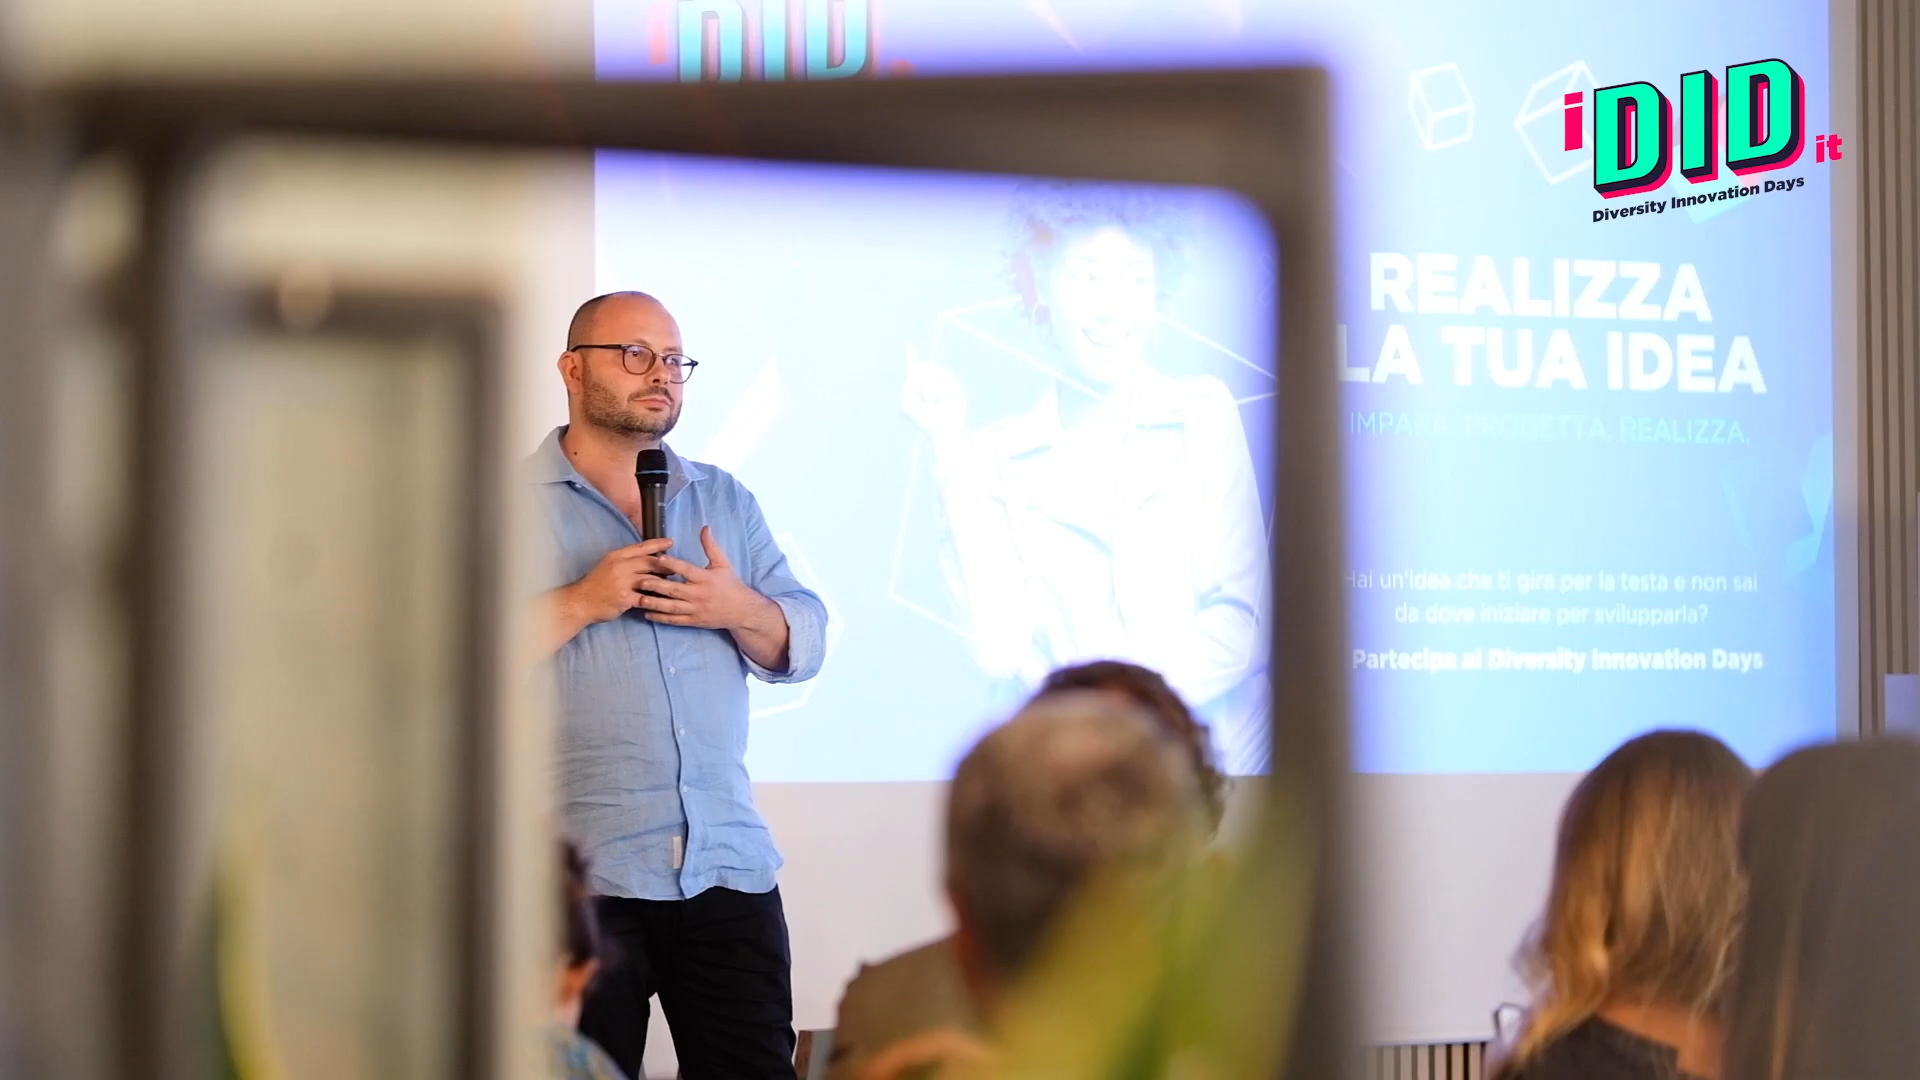 iDID
iDID it
Diversity Innovation Days
REALIZZA
LA TUA IDEA
IMPARA. PROGETTA. REALIZZA.
Hai un'idea che ti gira per la testa e non sai
da dove iniziare per svilupparla?
Partecipa ai Diversity Innovation Days